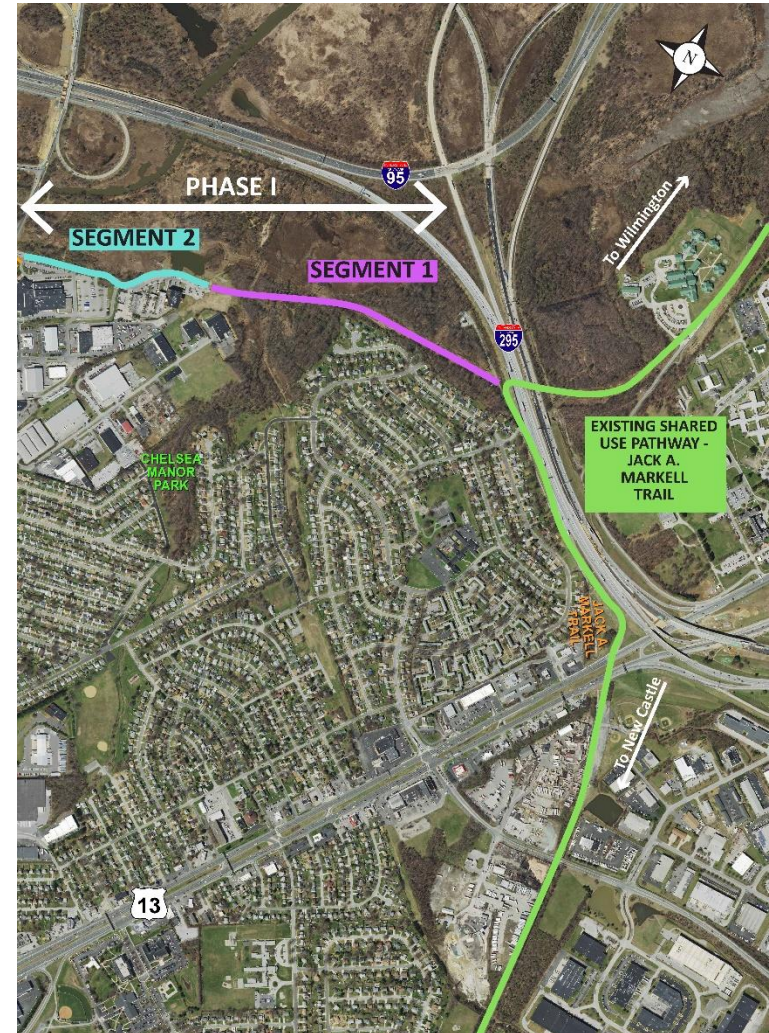 N
95
PHASE I
SEGMENT 2
SEGMENT 1
To Wilmington
295
EXISTING SHARED
USE PATHWAY -
JACK A.
MARKELL
TRAIL
CHELSEA
MANOR
PARK
JACK A
MARKELL
TRAIL
To New Castle
13